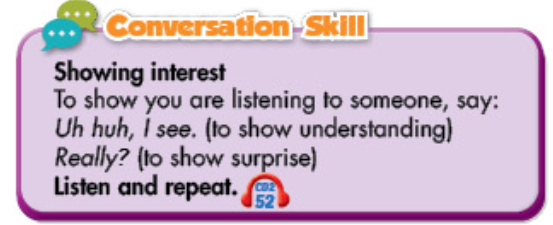 Conversation Skill
Showing interest
To show you are listening to someone, say:
Uh huh, I see. (to show understanding)
Really? (to show surprise)
Listen and repeat. CD2
52